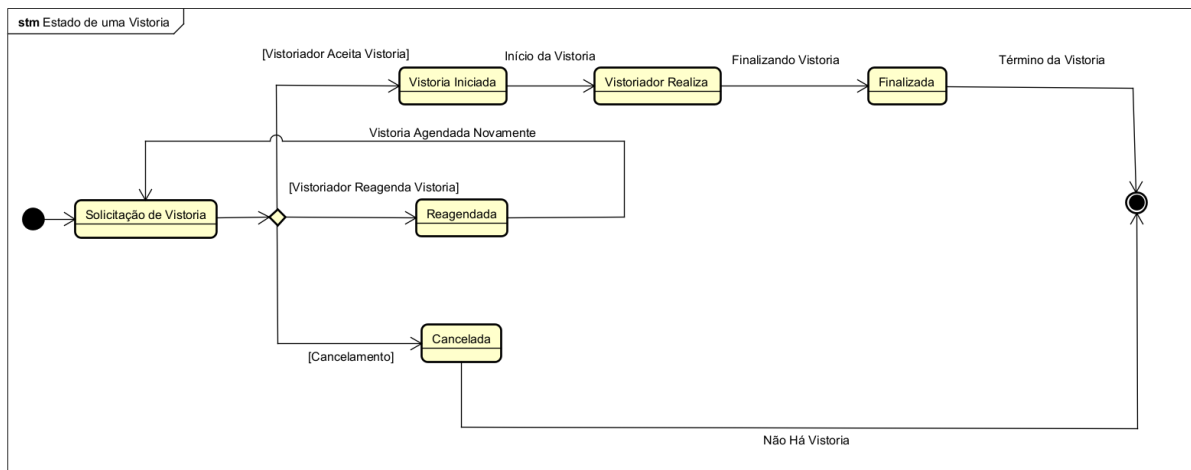 stm Estado de uma Vistoria
[Vistoriador Aceita Vistoria]
Início da Vistoria
Finalizando Vistoria
Término da Vistoria
Vistoria Iniciada
Vistoriador Realiza
Finalizada
Vistoria Agendada Novamente
[Vistoriador Reagenda Vistoria]
Solicitação de Vistoria
Reagendada
Cancelada
[Cancelamento]
Não Há Vistoria